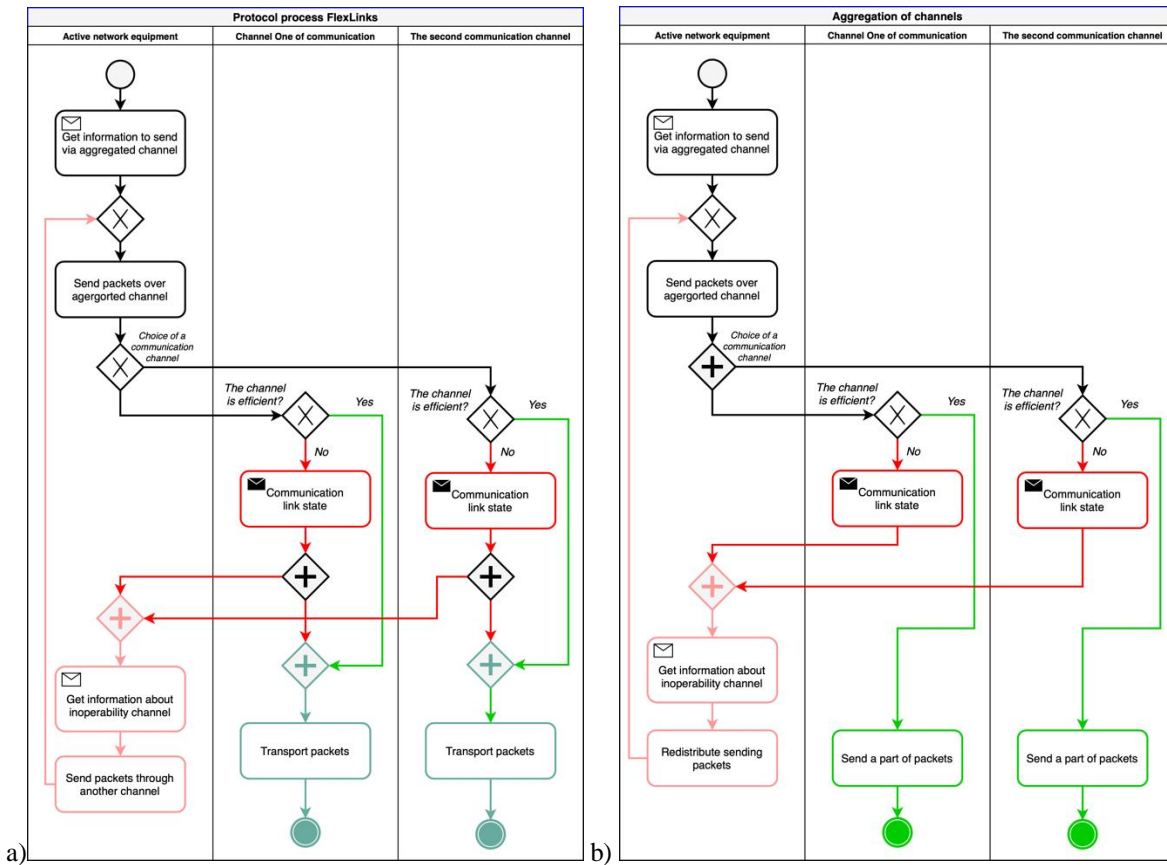 Protocol process FlexLinks
Active network equipment
Channel One of communication
The second communication channel
Get information to send
via aggregated channel
Send packets over
agergorted channel
Choice of a
communication
channel
The channel
is efficient?
Yes
The channel
is efficient?
Yes
No
No
Communication
link state
Communication
link state
Get information about
inoperability channel
Transport packets
Transport packets
Send packets through
another channel
a)
Aggregation of channels
Active network equipment
Channel One of communication
The second communication channel
Get information to send
via aggregated channel
Send packets over
agergorted channel
Choice of a
communication
channel
The channel
is efficient?
Yes
The channel
is efficient?
Yes
No
No
Communication
link state
Communication
link state
Get information about
inoperability channel
Redistribute sending
packets
Send a part of packets
Send a part of packets
b)